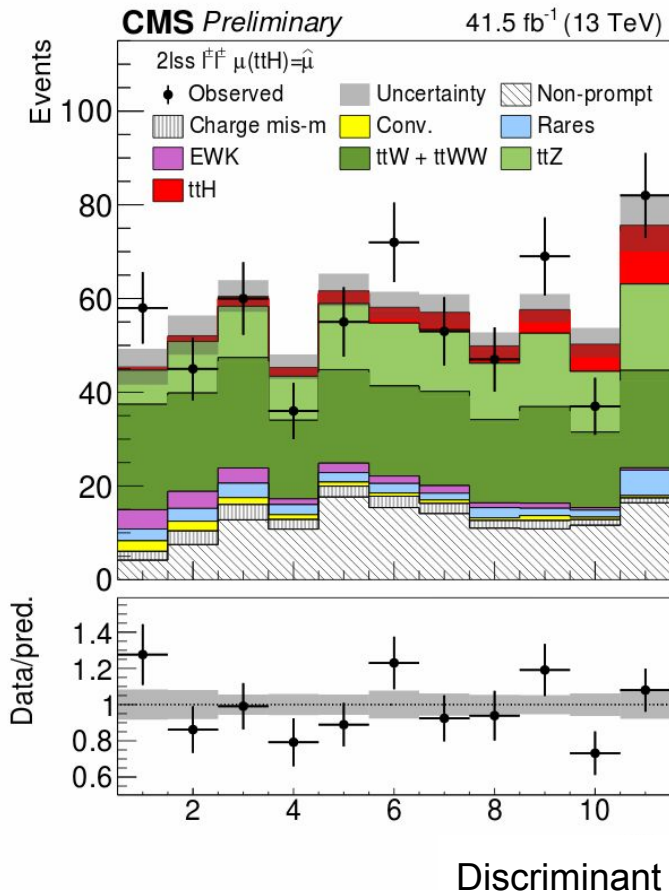 CMS Preliminary 41.5 fb⁻¹ (13 TeV)
Events
2lss l±l± μ(ttH)=μ̂
Observed Uncertainty Non-prompt
Charge mis-m Conv. Rares
EWK ttW + ttWW ttZ
ttH
100
80
60
40
20
0
Data/pred.
1.4
1.2
1
0.8
0.6
2 4 6 8 10
Discriminant